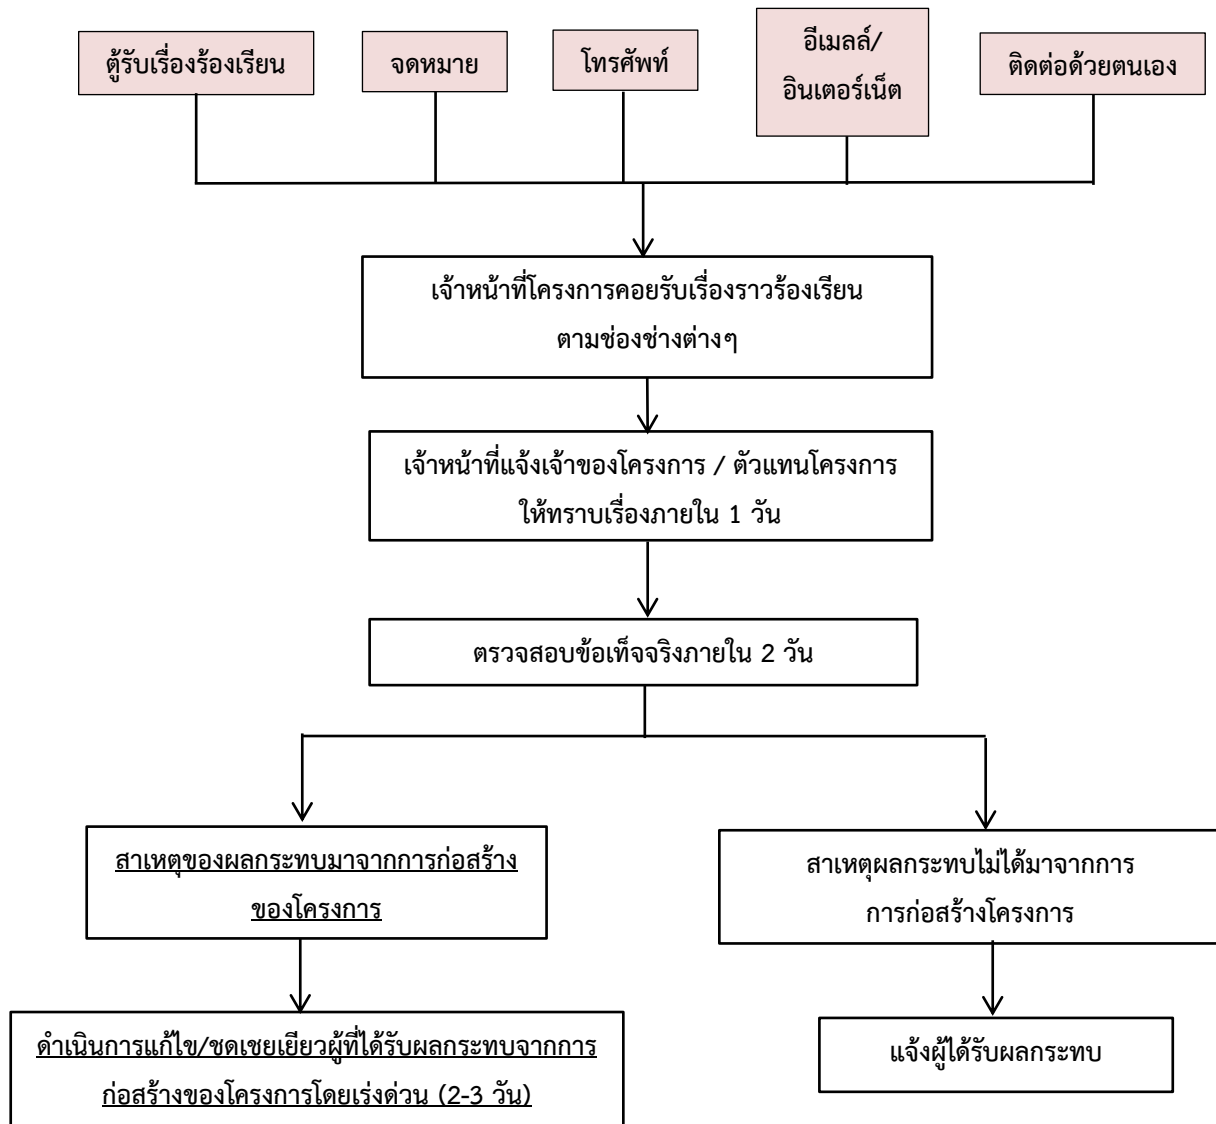 ตู้รับเรื่องร้องเรียน
จดหมาย
โทรศัพท์
อีเมลล์/
อินเตอร์เน็ต
ติดต่อด้วยตนเอง
เจ้าหน้าที่โครงการคอยรับเรื่องราวร้องเรียน
ตามช่องช่างต่างๆ
เจ้าหน้าที่แจ้งเจ้าของโครงการ / ตัวแทนโครงการ
ให้ทราบเรื่องภายใน 1 วัน
ตรวจสอบข้อเท็จจริงภายใน 2 วัน
สาเหตุของผลกระทบมาจากการก่อสร้าง
ของโครงการ
สาเหตุผลกระทบไม่ได้มาจากการ
การก่อสร้างโครงการ
ดำเนินการแก้ไข/ชดเชยเยียวผู้ที่ได้รับผลกระทบจากการ
ก่อสร้างของโครงการโดยเร่งด่วน (2-3 วัน)
แจ้งผู้ได้รับผลกระทบ